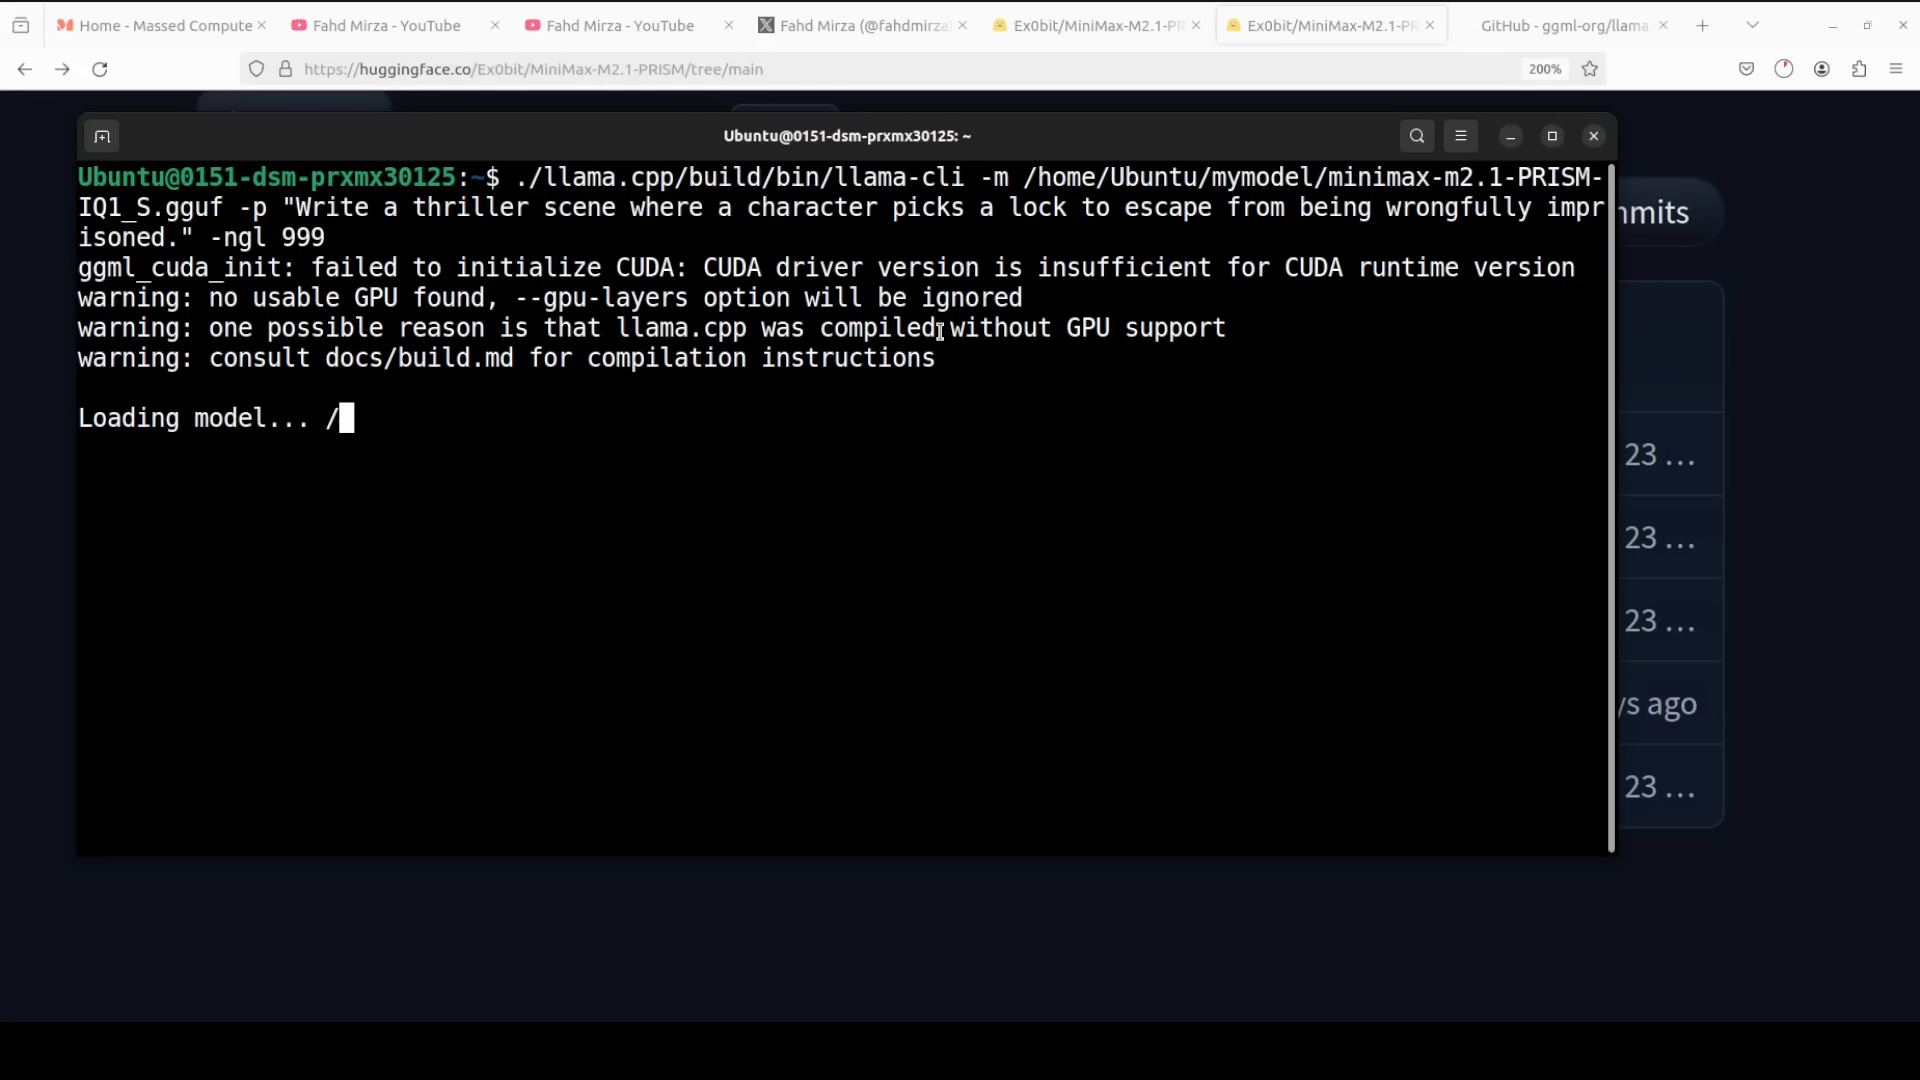 Home - Massed Compute
Fahd Mirza - YouTube
Fahd Mirza - YouTube
Fahd Mirza (@fahdmirza
Ex0bit/MiniMax-M2.1-PR
Ex0bit/MiniMax-M2.1-PR
GitHub - ggml-org/llama
https://huggingface.co/Ex0bit/MiniMax-M2.1-PRISM/tree/main
200%
Ubuntu@0151-dsm-prxmx30125: ~
Ubuntu@0151-dsm-prxmx30125:~$ ./llama.cpp/build/bin/llama-cli -m /home/Ubuntu/mymodel/minimax-m2.1-PRISM-
IQ1_S.gguf -p "Write a thriller scene where a character picks a lock to escape from being wrongfully impr
isoned." -ngl 999
ggml_cuda_init: failed to initialize CUDA: CUDA driver version is insufficient for CUDA runtime version
warning: no usable GPU found, --gpu-layers option will be ignored
warning: one possible reason is that llama.cpp was compiled without GPU support
warning: consult docs/build.md for compilation instructions
Loading model... /
mmits
23 ...
23 ...
23 ...
ys ago
23 ...